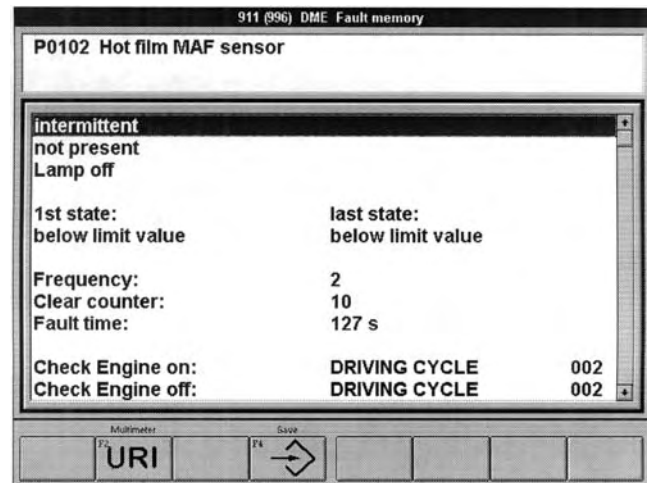 911 (996) DME Fault memory
P0102 Hot film MAF sensor
intermittent
not present
Lamp off
1st state: last state:
below limit value below limit value
Frequency: 2
Clear counter: 10
Fault time: 127 s
Check Engine on: DRIVING CYCLE 002
Check Engine off: DRIVING CYCLE 002
Multimeter Save
F2 URI F4